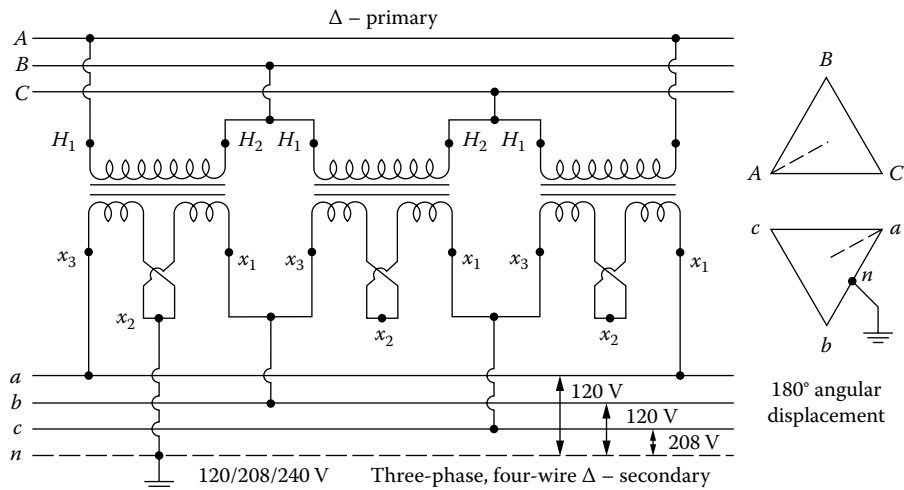 Δ – primary
A
B
C
H1 H2 H1 H2 H1
x3 x1 x3 x1 x3 x1
x2 x2 x2
a
b
c
n
120 V
120 V
208 V
120/208/240 V Three-phase, four-wire Δ – secondary
B
A C
c a
n
b
180° angular
displacement